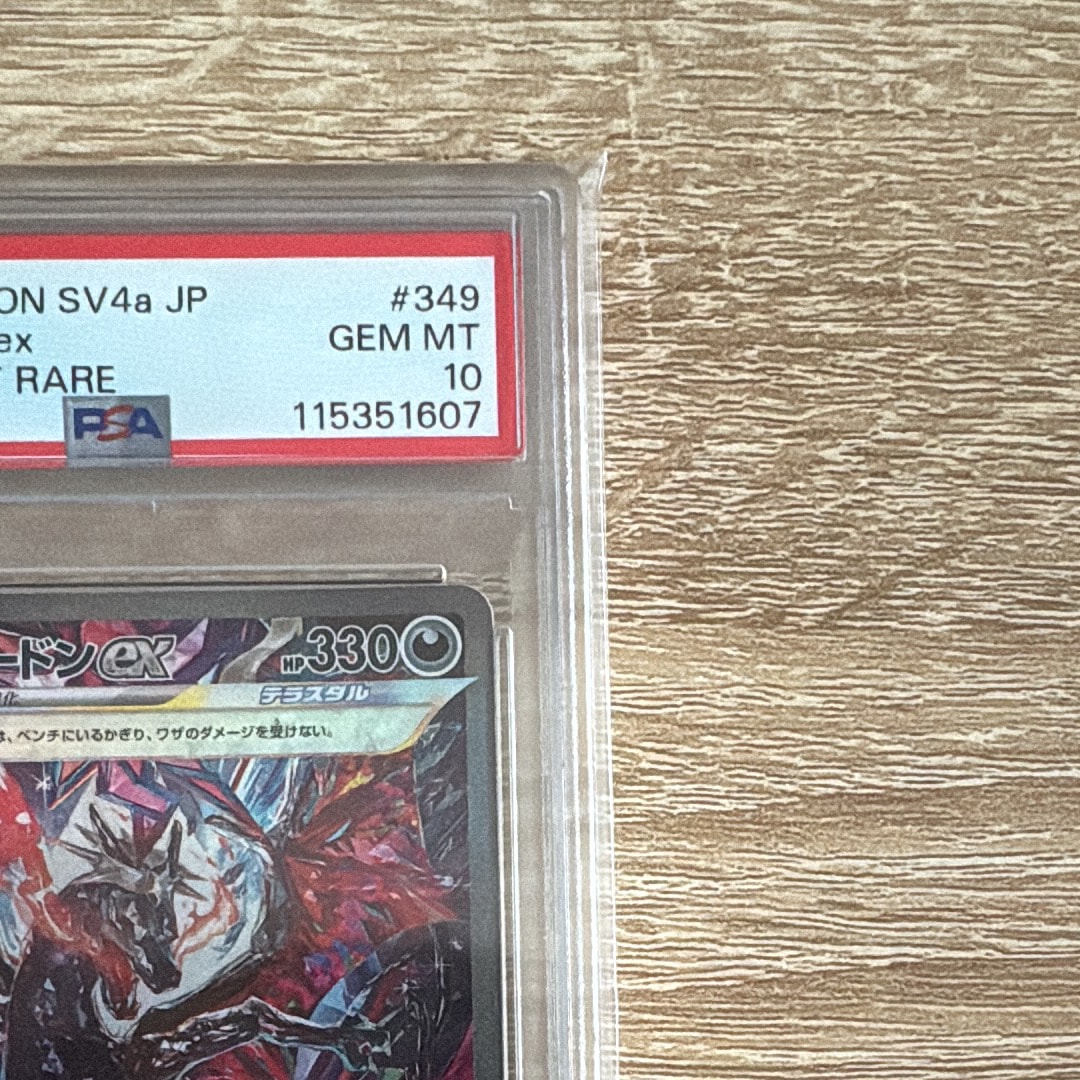 ON SV4a JP #349
ex GEM MT
RARE 10
PSA 115351607
ードンex HP330
化 テラスタル
は、ベンチにいるかぎり、ワザのダメージを受けない。